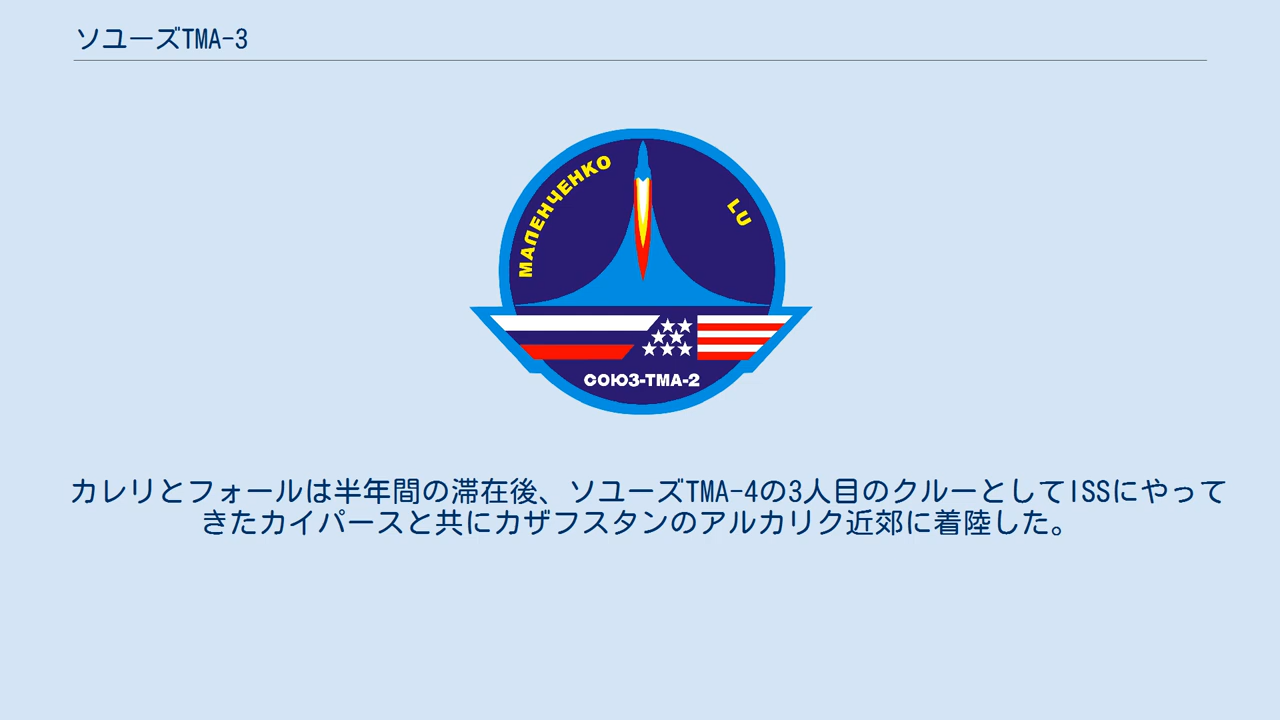 ソユーズTMA-3
МАЛЕНЧЕНКО
LU
СОЮЗ-ТМА-2
カレリとフォールは半年間の滞在後、ソユーズTMA-4の3人目のクルーとしてISSにやって
きたカイパースと共にカザフスタンのアルカリク近郊に着陸した。